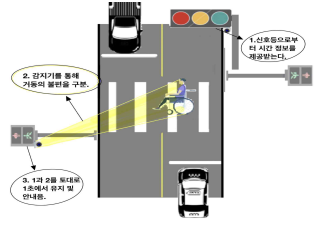 1.신호등으로부
터 시간 정보를
제공받는다.
2. 감지기를 통해
거동의 불편을 구분.
3. 1과 2를 토대로
1초에서 유지 및
안내등.